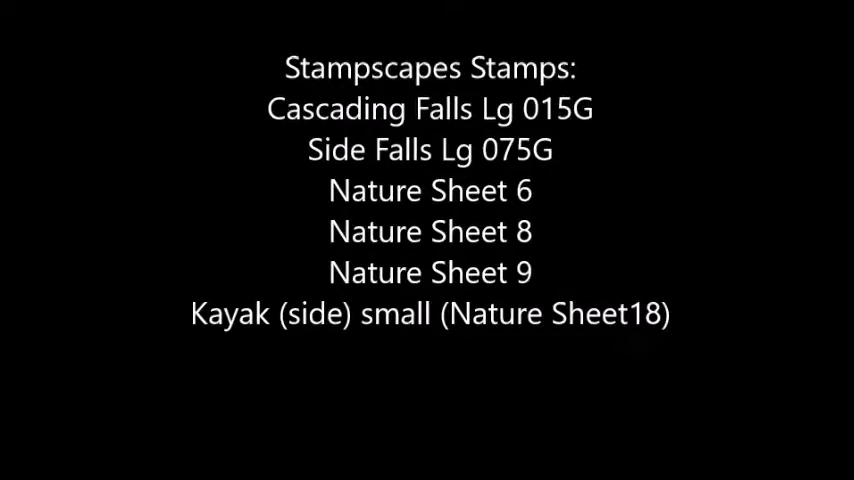 Stampscapes Stamps:
Cascading Falls Lg 015G
Side Falls Lg 075G
Nature Sheet 6
Nature Sheet 8
Nature Sheet 9
Kayak (side) small (Nature Sheet18)